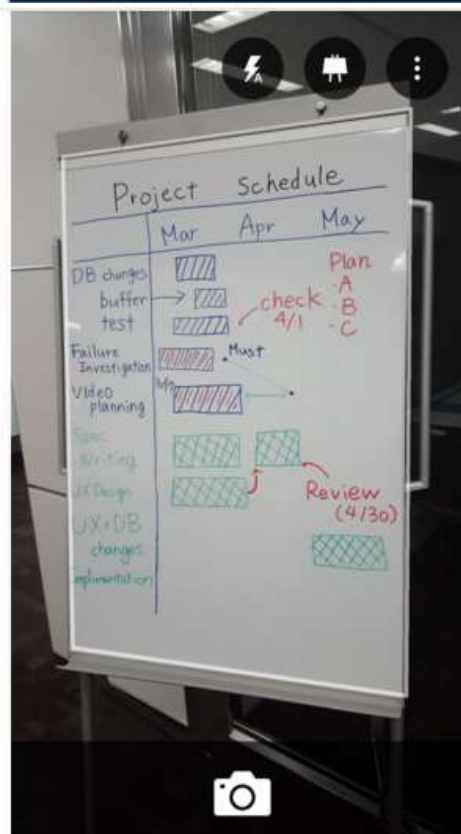 Project Schedule
Mar Apr May
DB changes
buffer
test
check
4/1
Plan
·A
·B
·C
Failure
Investigation
Must
Video
planning
Spec
Writing
UX Design
Review
(4/30)
UX+DB
changes
Implimentation